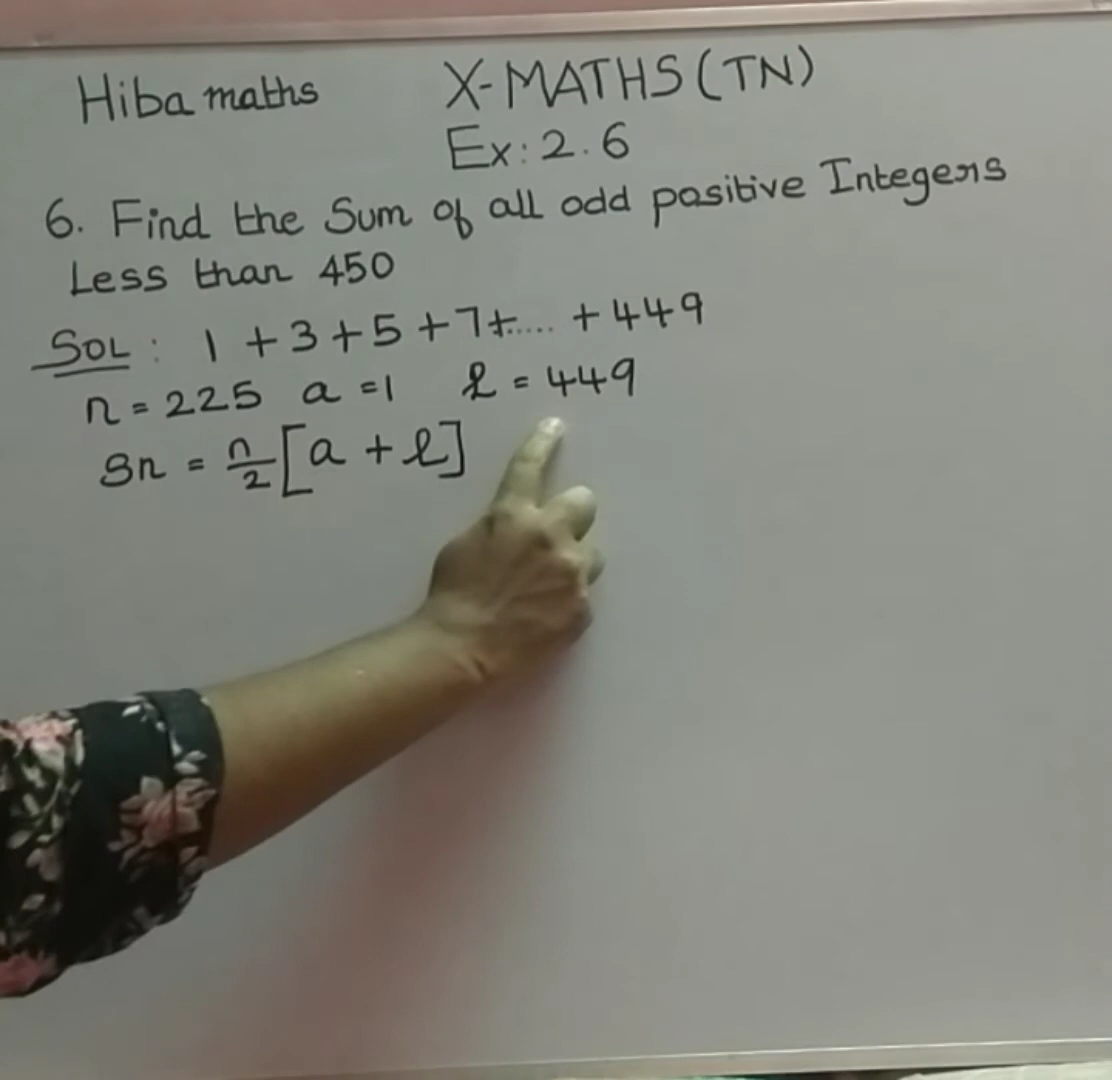 Hiba maths X-MATHS (TN)
Ex: 2.6
6. Find the Sum of all odd positive Integers
Less than 450
SOL: 1 + 3 + 5 + 7 + ..... + 449
n = 225 a = 1 l = 449
Sn = n/2 [a + l]